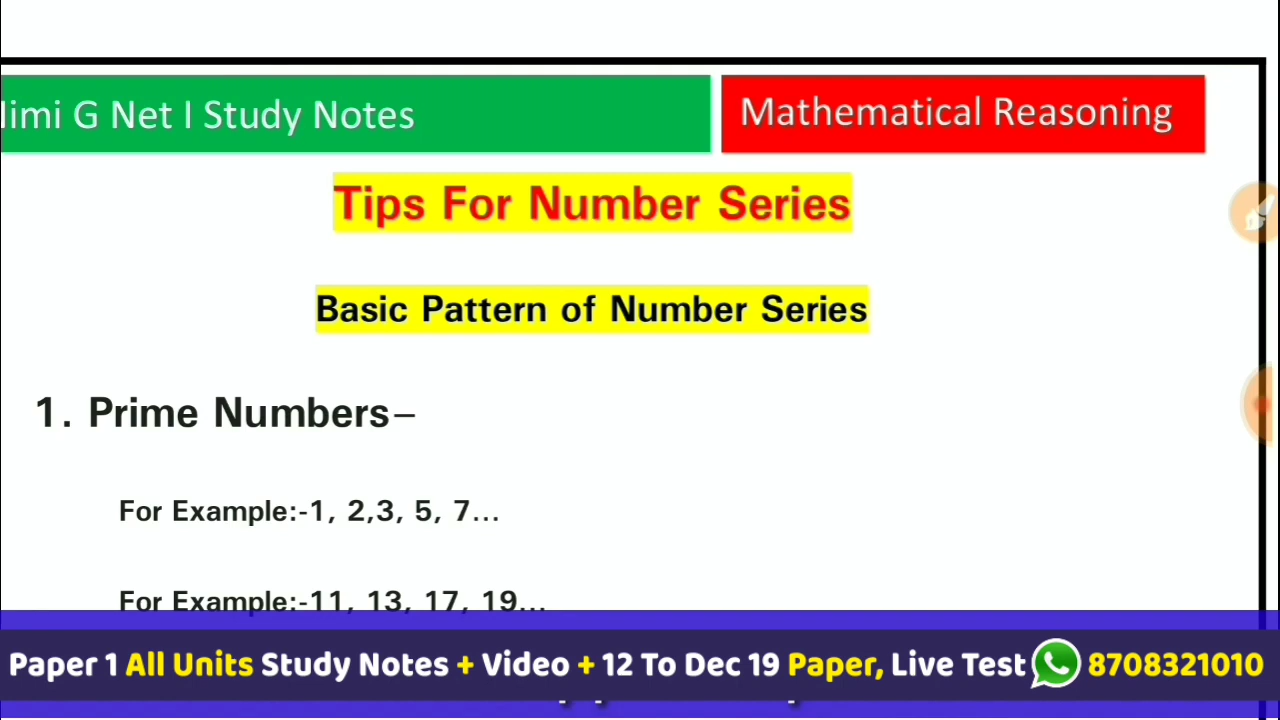 imi G Net I Study Notes
Mathematical Reasoning
Tips For Number Series
Basic Pattern of Number Series
1. Prime Numbers–
For Example:-1, 2,3, 5, 7...
For Example:-11, 13, 17, 19...
Paper 1 All Units Study Notes + Video + 12 To Dec 19 Paper, Live Test 8708321010